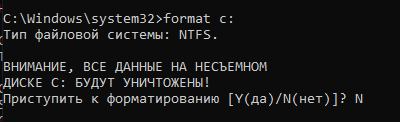 C:\Windows\system32>format c:
Тип файловой системы: NTFS.
ВНИМАНИЕ, ВСЕ ДАННЫЕ НА НЕСЪЕМНОМ
ДИСКЕ C: БУДУТ УНИЧТОЖЕНЫ!
Приступить к форматированию [Y(да)/N(нет)]? N